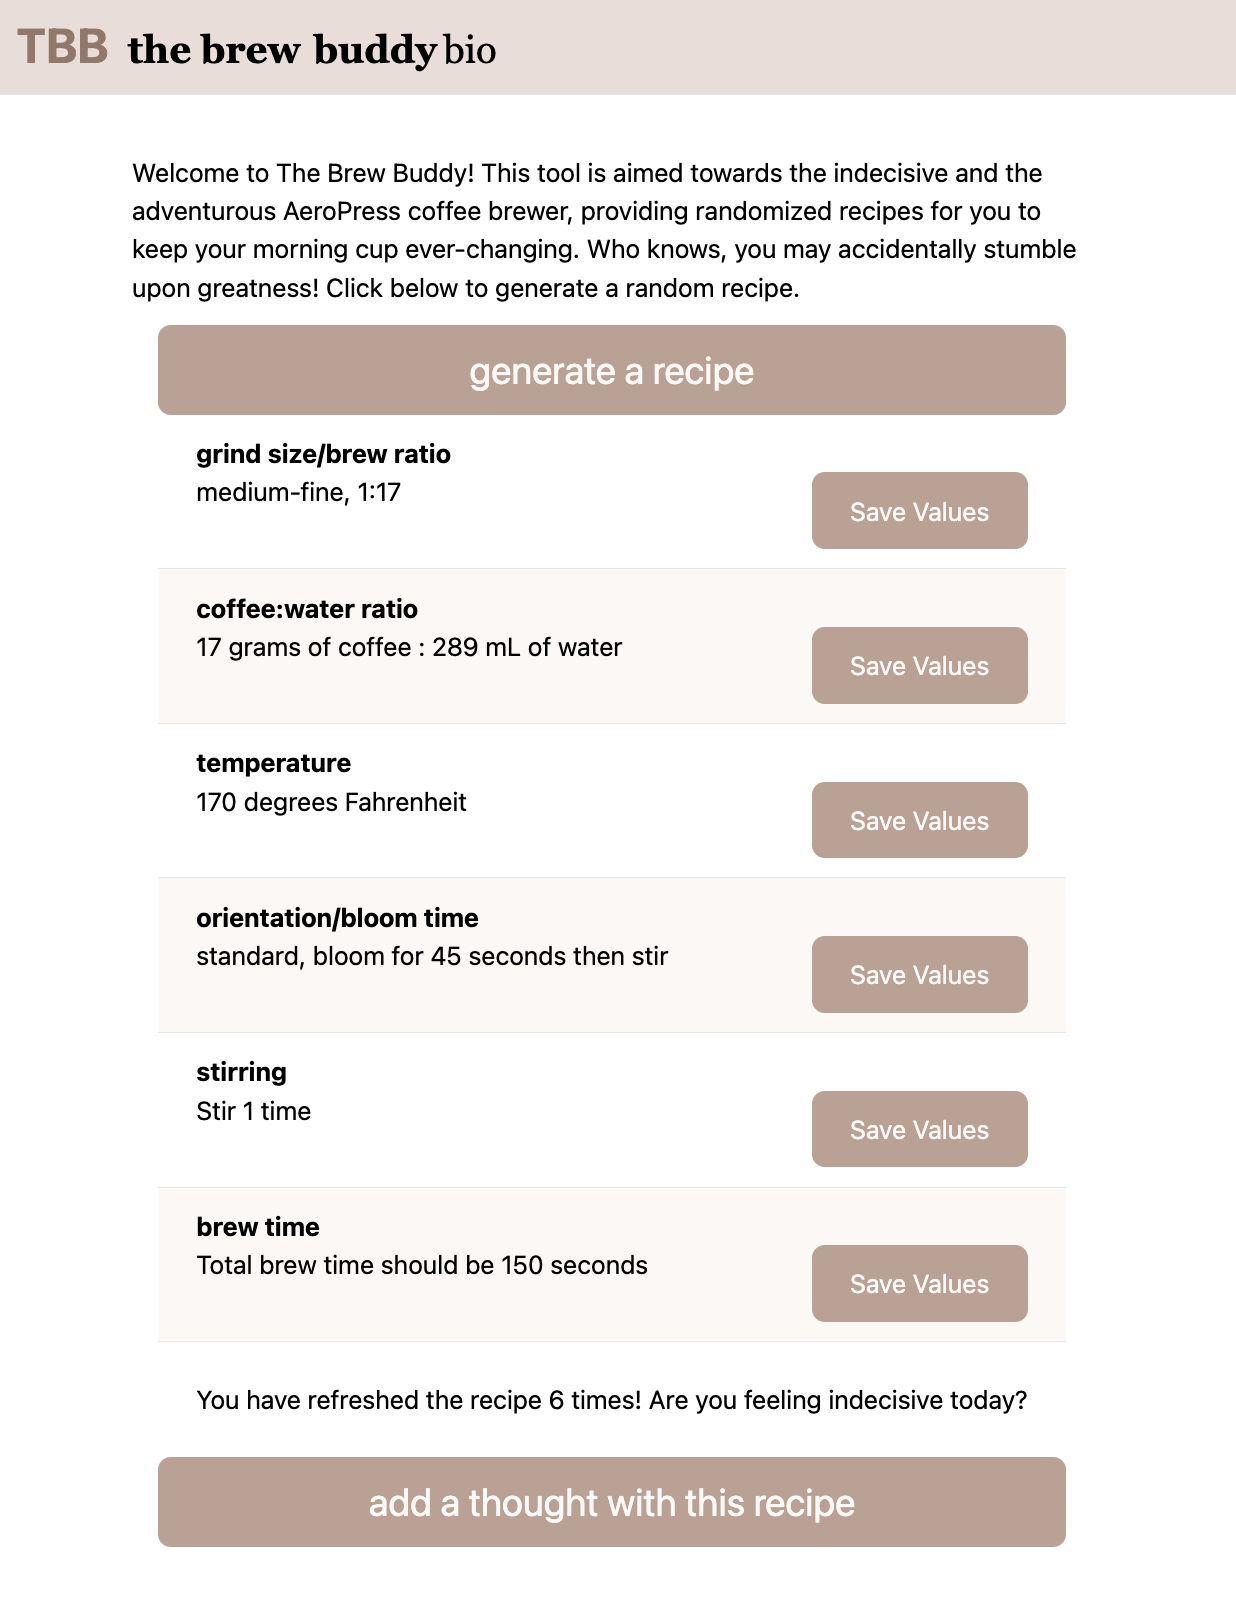 TBB the brew buddy bio
Welcome to The Brew Buddy! This tool is aimed towards the indecisive and the
adventurous AeroPress coffee brewer, providing randomized recipes for you to
keep your morning cup ever-changing. Who knows, you may accidentally stumble
upon greatness! Click below to generate a random recipe.
generate a recipe
grind size/brew ratio
medium-fine, 1:17
Save Values
coffee:water ratio
17 grams of coffee : 289 mL of water
Save Values
temperature
170 degrees Fahrenheit
Save Values
orientation/bloom time
standard, bloom for 45 seconds then stir
Save Values
stirring
Stir 1 time
Save Values
brew time
Total brew time should be 150 seconds
Save Values
You have refreshed the recipe 6 times! Are you feeling indecisive today?
add a thought with this recipe